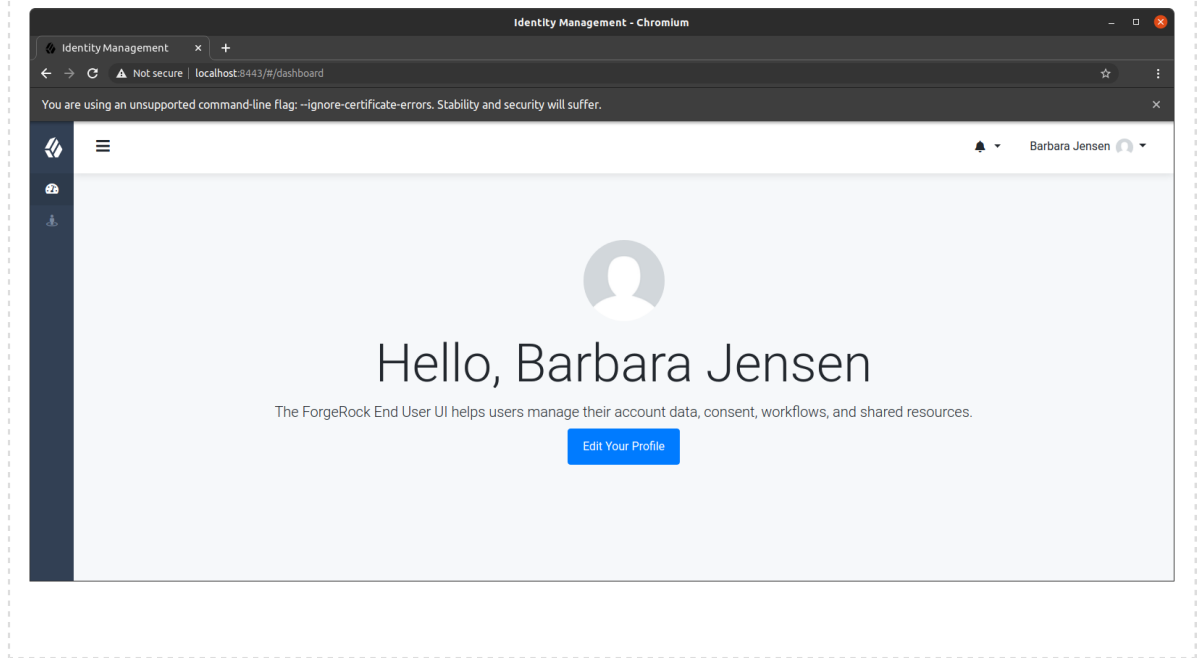 Identity Management - Chromium
Identity Management
Not secure | localhost:8443/#/dashboard
You are using an unsupported command-line flag: --ignore-certificate-errors. Stability and security will suffer.
Barbara Jensen
Hello, Barbara Jensen
The ForgeRock End User UI helps users manage their account data, consent, workflows, and shared resources.
Edit Your Profile